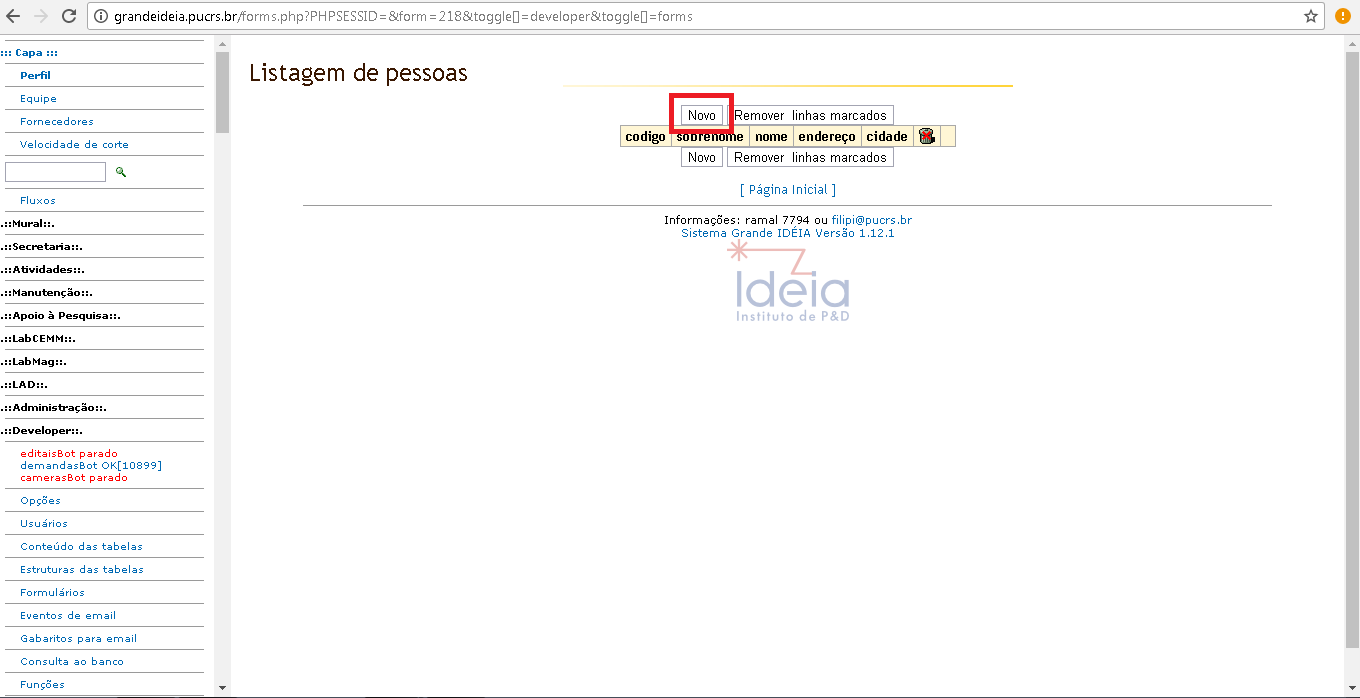 grandeideia.pucrs.br/forms.php?PHPSESSID=&form=218&toggle[]=developer&toggle[]=forms
::: Capa :::
Perfil
Equipe
Fornecedores
Velocidade de corte
Fluxos
.::Mural::.
.::Secretaria::.
.::Atividades::.
.::Manutenção::.
.::Apoio à Pesquisa::.
.::LabCEMM::.
.::LabMag::.
.::LAD::.
.::Administração::.
.::Developer::.
editaisBot parado
demandasBot OK[10899]
camerasBot parado
Opções
Usuários
Conteúdo das tabelas
Estruturas das tabelas
Formulários
Eventos de email
Gabaritos para email
Consulta ao banco
Funções
Listagem de pessoas
Novo Remover linhas marcados
codigo sobrenome nome endereço cidade
Novo Remover linhas marcados
[ Página Inicial ]
Informações: ramal 7794 ou filipi@pucrs.br
Sistema Grande IDÉIA Versão 1.12.1
Ideia
Instituto de P&D